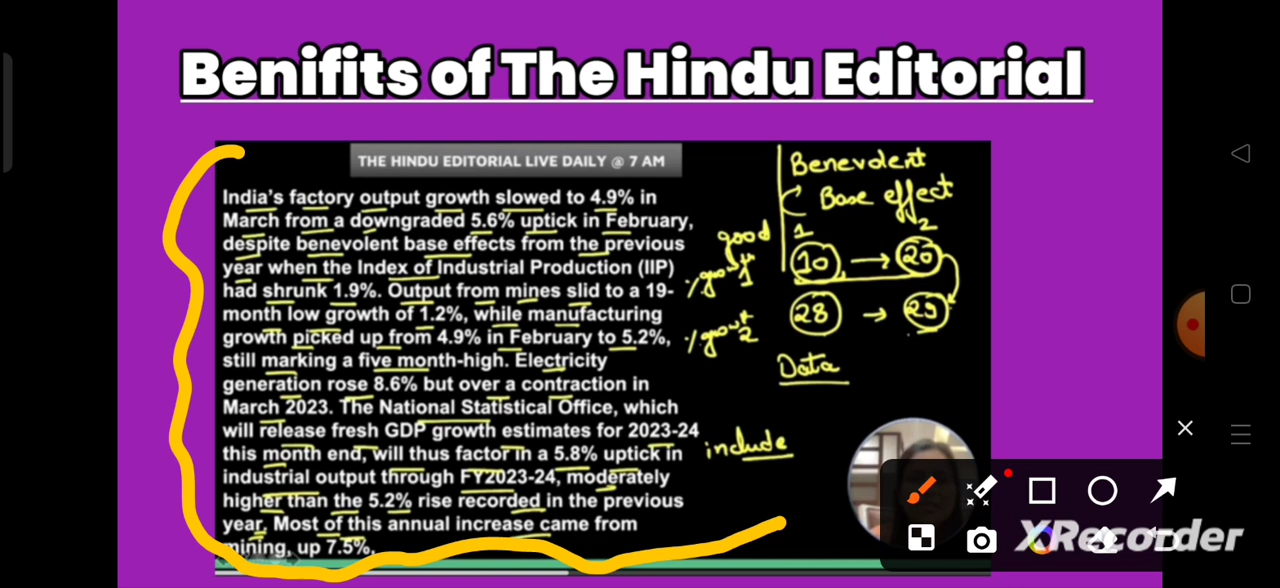 Benifits of The Hindu Editorial
THE HINDU EDITORIAL LIVE DAILY @ 7 AM
India's factory output growth slowed to 4.9% in
March from a downgraded 5.6% uptick in February,
despite benevolent base effects from the previous
year when the Index of Industrial Production (IIP)
had shrunk 1.9%. Output from mines slid to a 19-
month low growth of 1.2%, while manufacturing
growth picked up from 4.9% in February to 5.2%,
still marking a five month-high. Electricity
generation rose 8.6% but over a contraction in
March 2023. The National Statistical Office, which
will release fresh GDP growth estimates for 2023-24
this month end, will thus factor in a 5.8% uptick in
industrial output through FY2023-24, moderately
higher than the 5.2% rise recorded in the previous
year. Most of this annual increase came from
mining, up 7.5%.
Benevolent
Base effect
good 1 2
10 → 20
28 → 29
Data
include
XRecorder